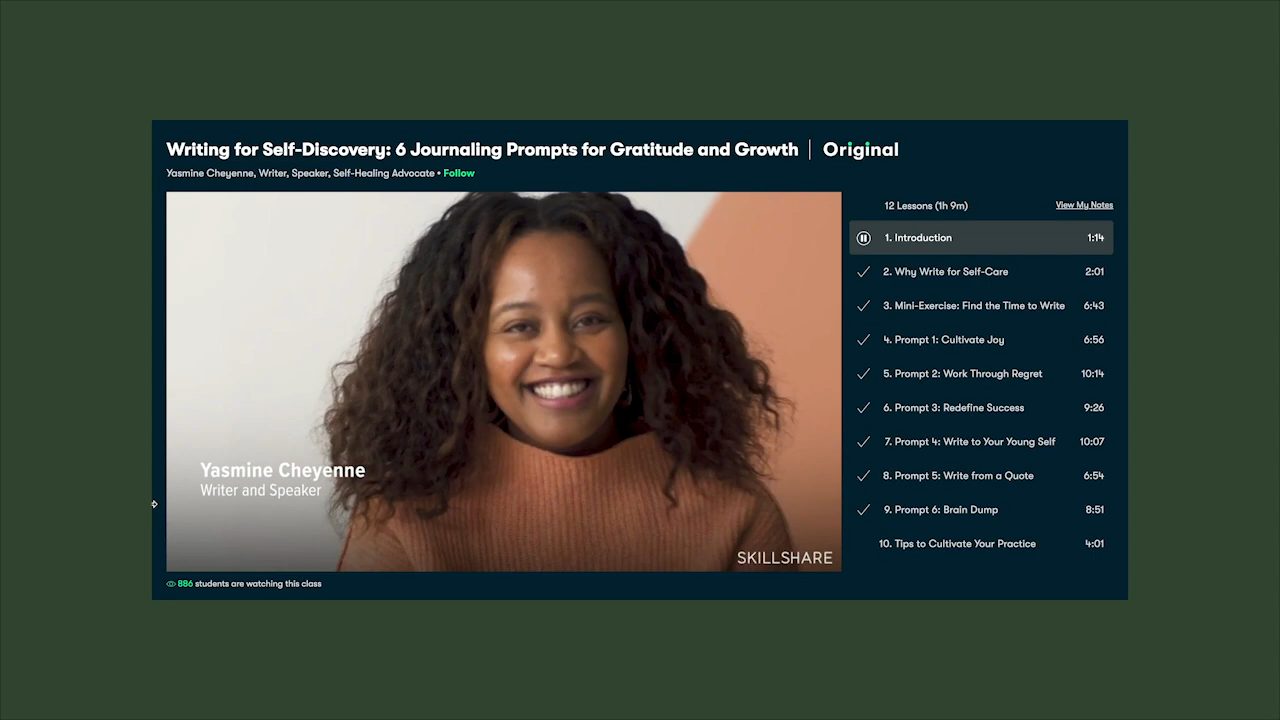 Writing for Self-Discovery: 6 Journaling Prompts for Gratitude and Growth | Original
Yasmine Cheyenne, Writer, Speaker, Self-Healing Advocate • Follow
Yasmine Cheyenne
Writer and Speaker
SKILLSHARE
886 students are watching this class
12 Lessons (1h 9m) View My Notes
1. Introduction 1:14
2. Why Write for Self-Care 2:01
3. Mini-Exercise: Find the Time to Write 6:43
4. Prompt 1: Cultivate Joy 6:56
5. Prompt 2: Work Through Regret 10:14
6. Prompt 3: Redefine Success 9:26
7. Prompt 4: Write to Your Young Self 10:07
8. Prompt 5: Write from a Quote 6:54
9. Prompt 6: Brain Dump 8:51
10. Tips to Cultivate Your Practice 4:01